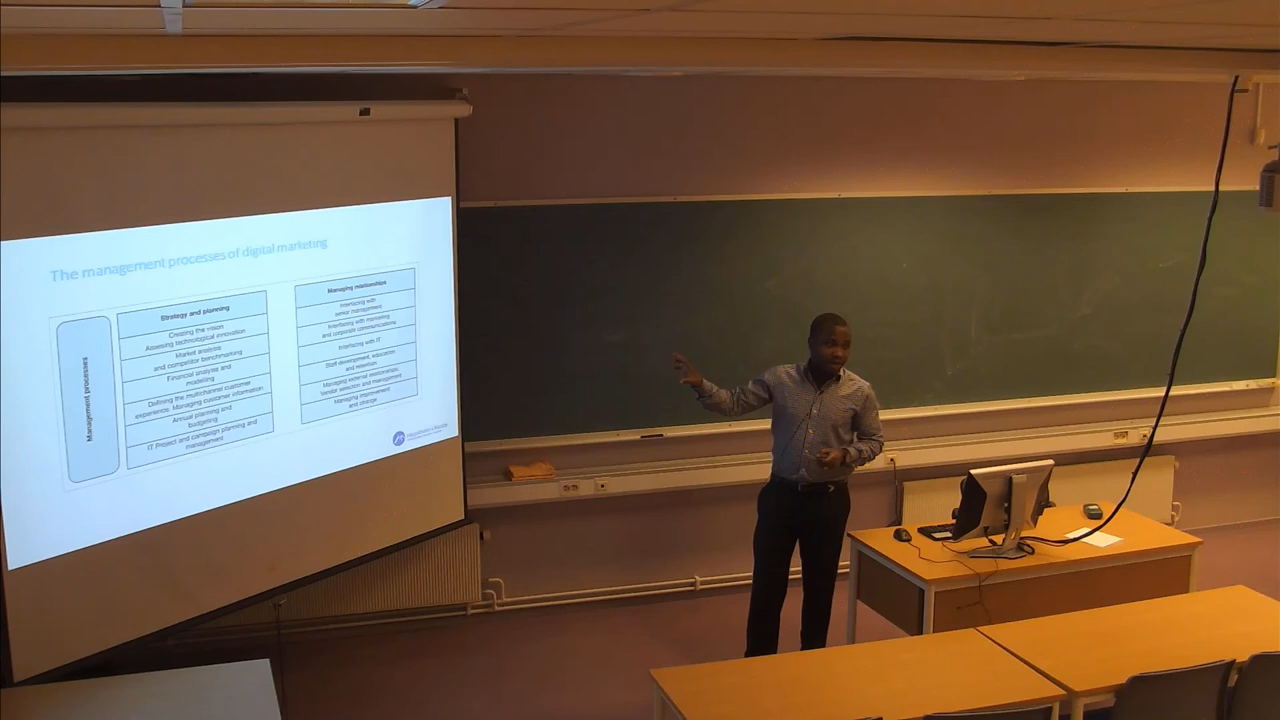 The management processes of digital marketing
Management processes
Strategy and planning
Creating the vision
Assessing technological innovation
Market analysis
and competitor benchmarking
Financial analysis and
modelling
Defining the multichannel customer
experience. Managing customer information
Annual planning and
budgeting
IT Project and campaign planning and
management
Managing relationships
Interfacing with
senior management
Interfacing with marketing
and corporate communications
Interfacing with IT
Staff development, education
and retention
Managing external relationships,
Vendor selection and management
Managing improvement
and change